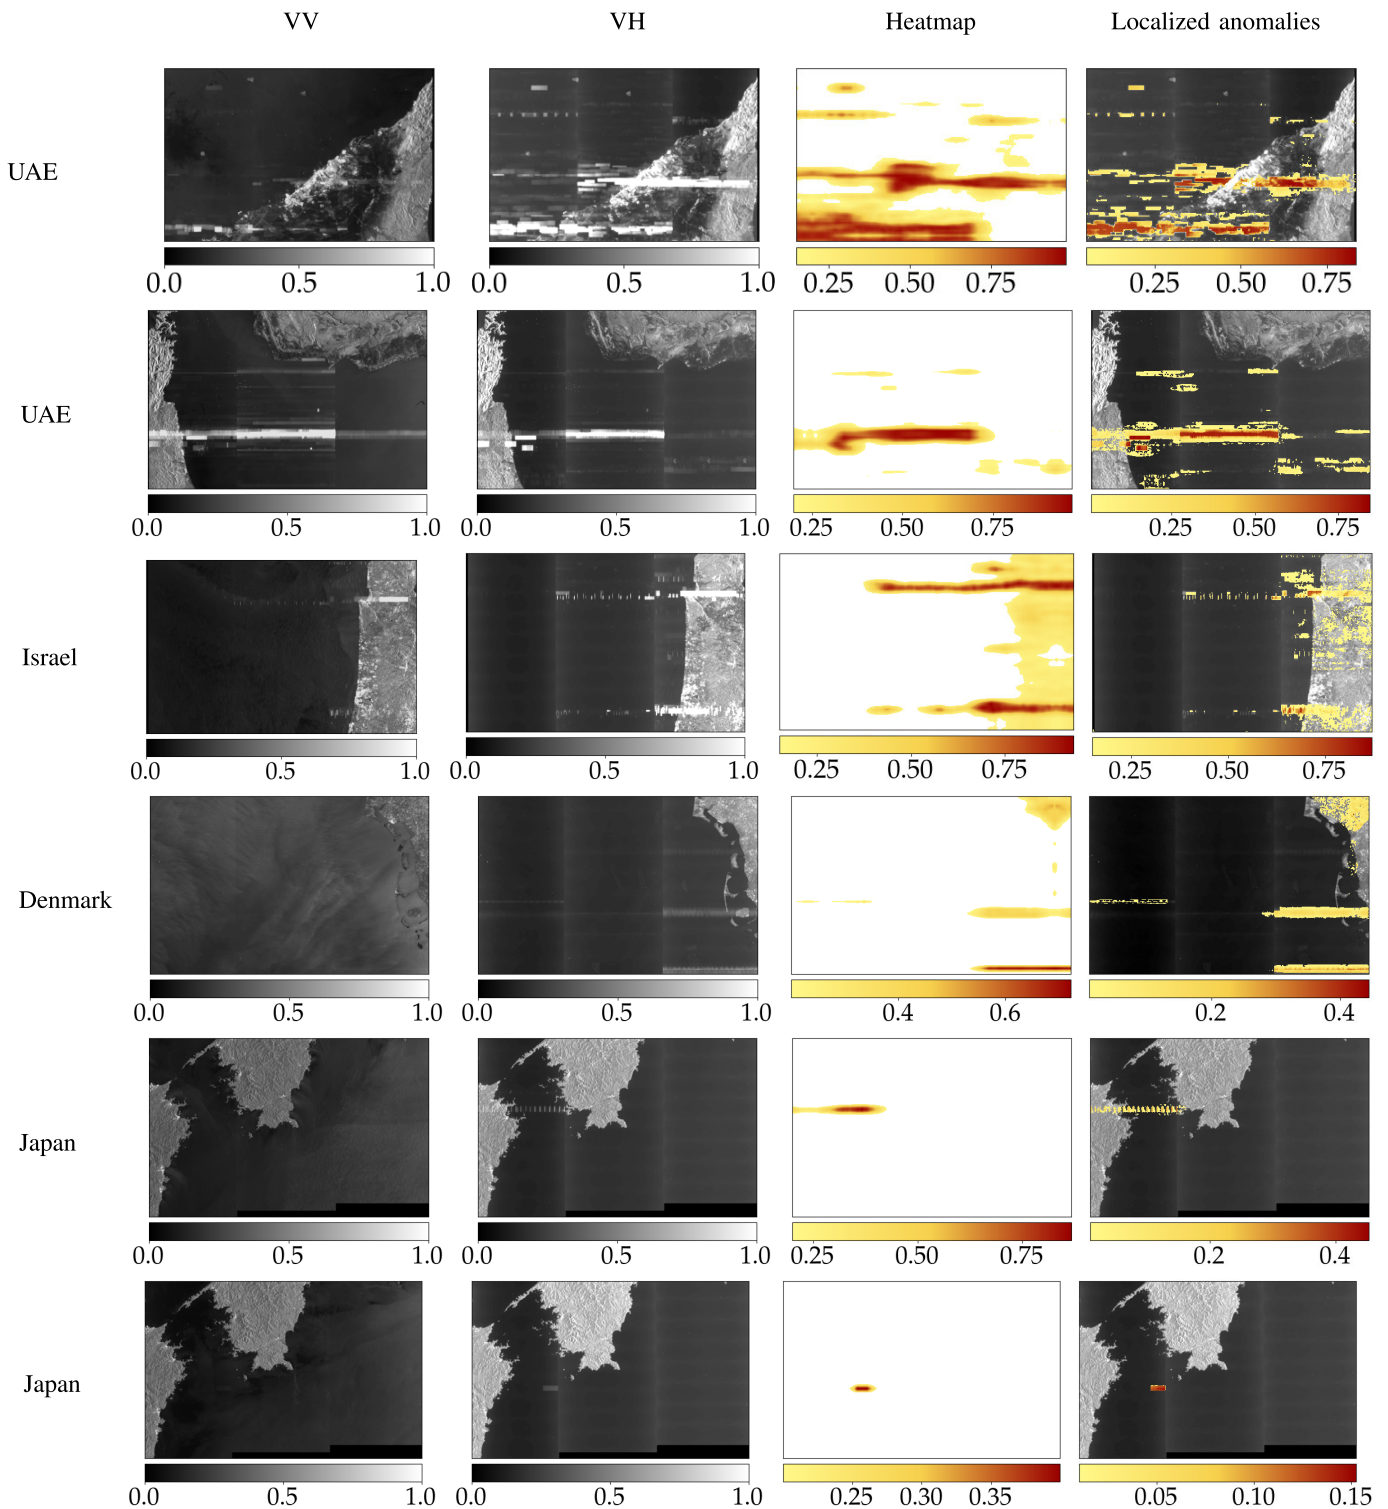 VV VH Heatmap Localized anomalies
UAE
0.0 0.5 1.0 0.0 0.5 1.0 0.25 0.50 0.75 0.25 0.50 0.75
UAE
0.0 0.5 1.0 0.0 0.5 1.0 0.25 0.50 0.75 0.25 0.50 0.75
Israel
0.0 0.5 1.0 0.0 0.5 1.0 0.25 0.50 0.75 0.25 0.50 0.75
Denmark
0.0 0.5 1.0 0.0 0.5 1.0 0.4 0.6 0.2 0.4
Japan
0.0 0.5 1.0 0.0 0.5 1.0 0.25 0.50 0.75 0.2 0.4
Japan
0.0 0.5 1.0 0.0 0.5 1.0 0.25 0.30 0.35 0.05 0.10 0.15